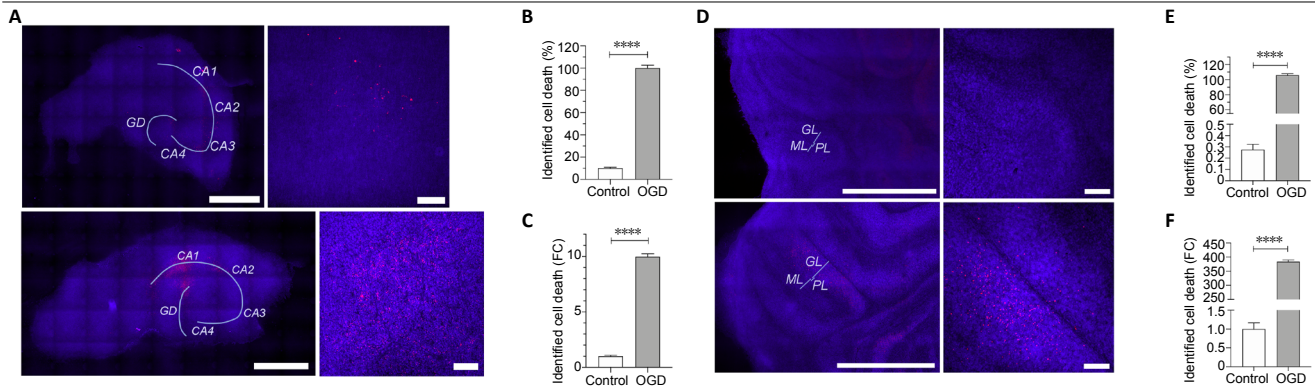 A
CA1
CA2
GD
CA4
CA3
CA1
CA2
GD
CA3
CA4
B
Identified cell death (%)
****
120
100
80
60
40
20
0
Control OGD
C
Identified cell death (FC)
****
10
5
0
Control OGD
D
GL
ML PL
GL
ML PL
E
Identified cell death (%)
****
120
100
80
60
0.5
0.4
0.3
0.2
0.1
0.0
Control OGD
F
Identified cell death (FC)
****
450
400
350
300
250
1.5
1.0
0.5
0.0
Control OGD